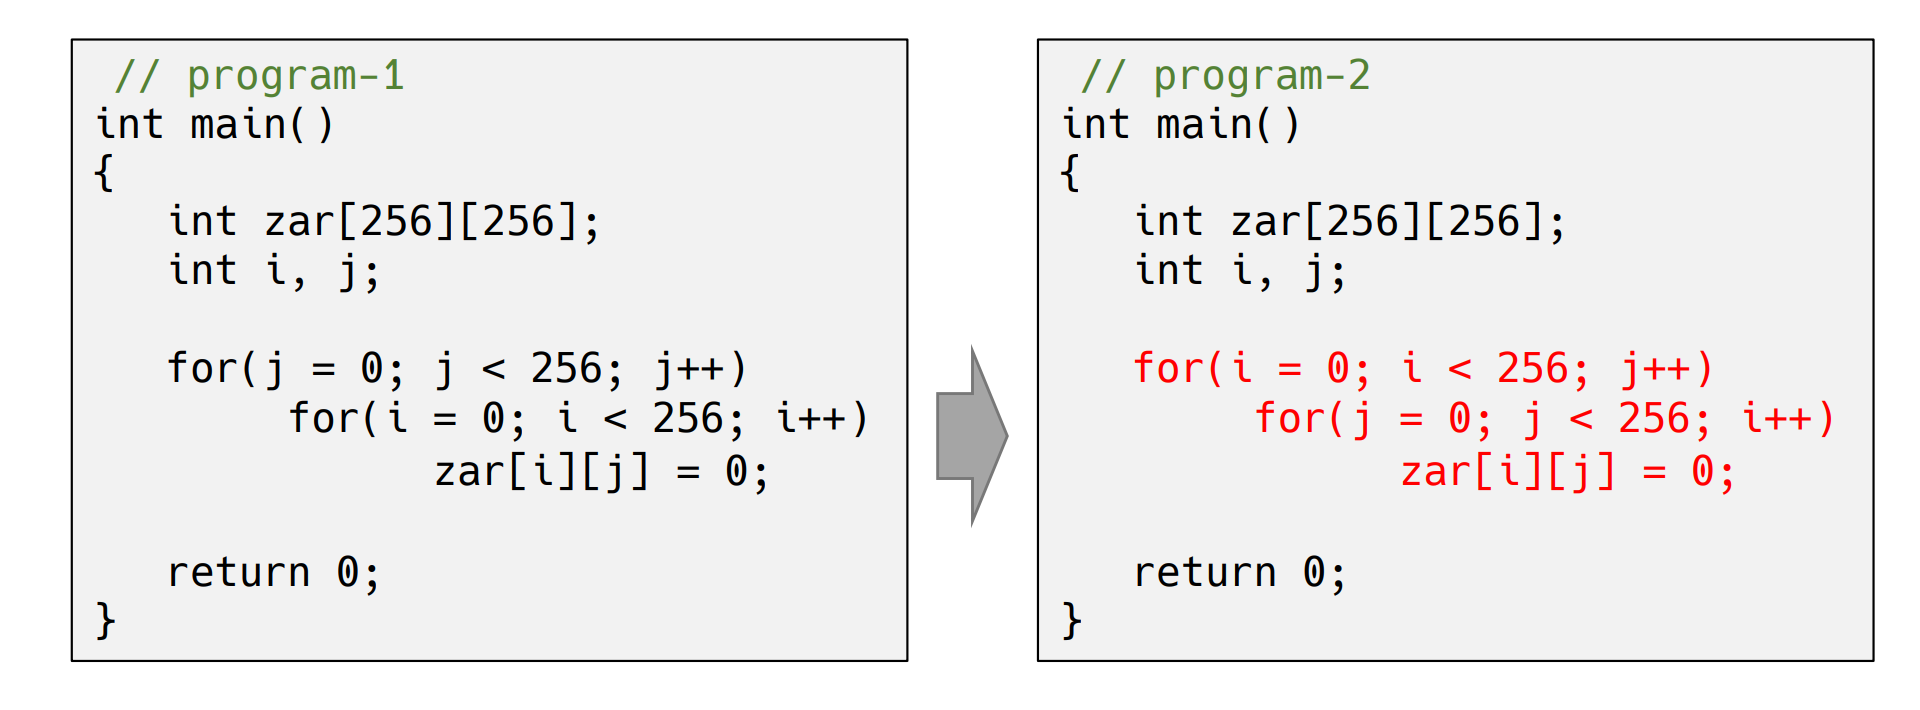 // program-1
int main()
{
int zar[256][256];
int i, j;
for(j = 0; j < 256; j++)
for(i = 0; i < 256; i++)
zar[i][j] = 0;
return 0;
}
// program-2
int main()
{
int zar[256][256];
int i, j;
for(i = 0; i < 256; j++)
for(j = 0; j < 256; i++)
zar[i][j] = 0;
return 0;
}